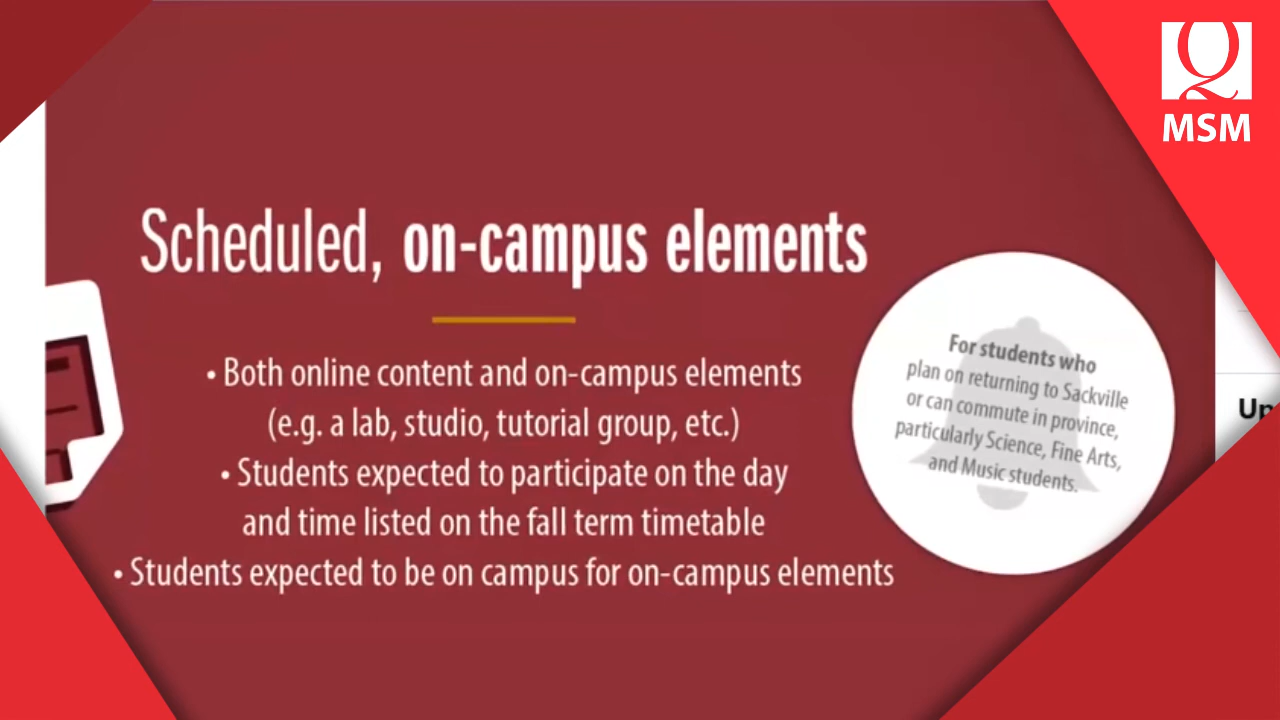 Q
MSM
Scheduled, on-campus elements
• Both online content and on-campus elements
(e.g. a lab, studio, tutorial group, etc.)
• Students expected to participate on the day
and time listed on the fall term timetable
• Students expected to be on campus for on-campus elements
For students who
plan on returning to Sackville
or can commute in province,
particularly Science, Fine Arts,
and Music students.